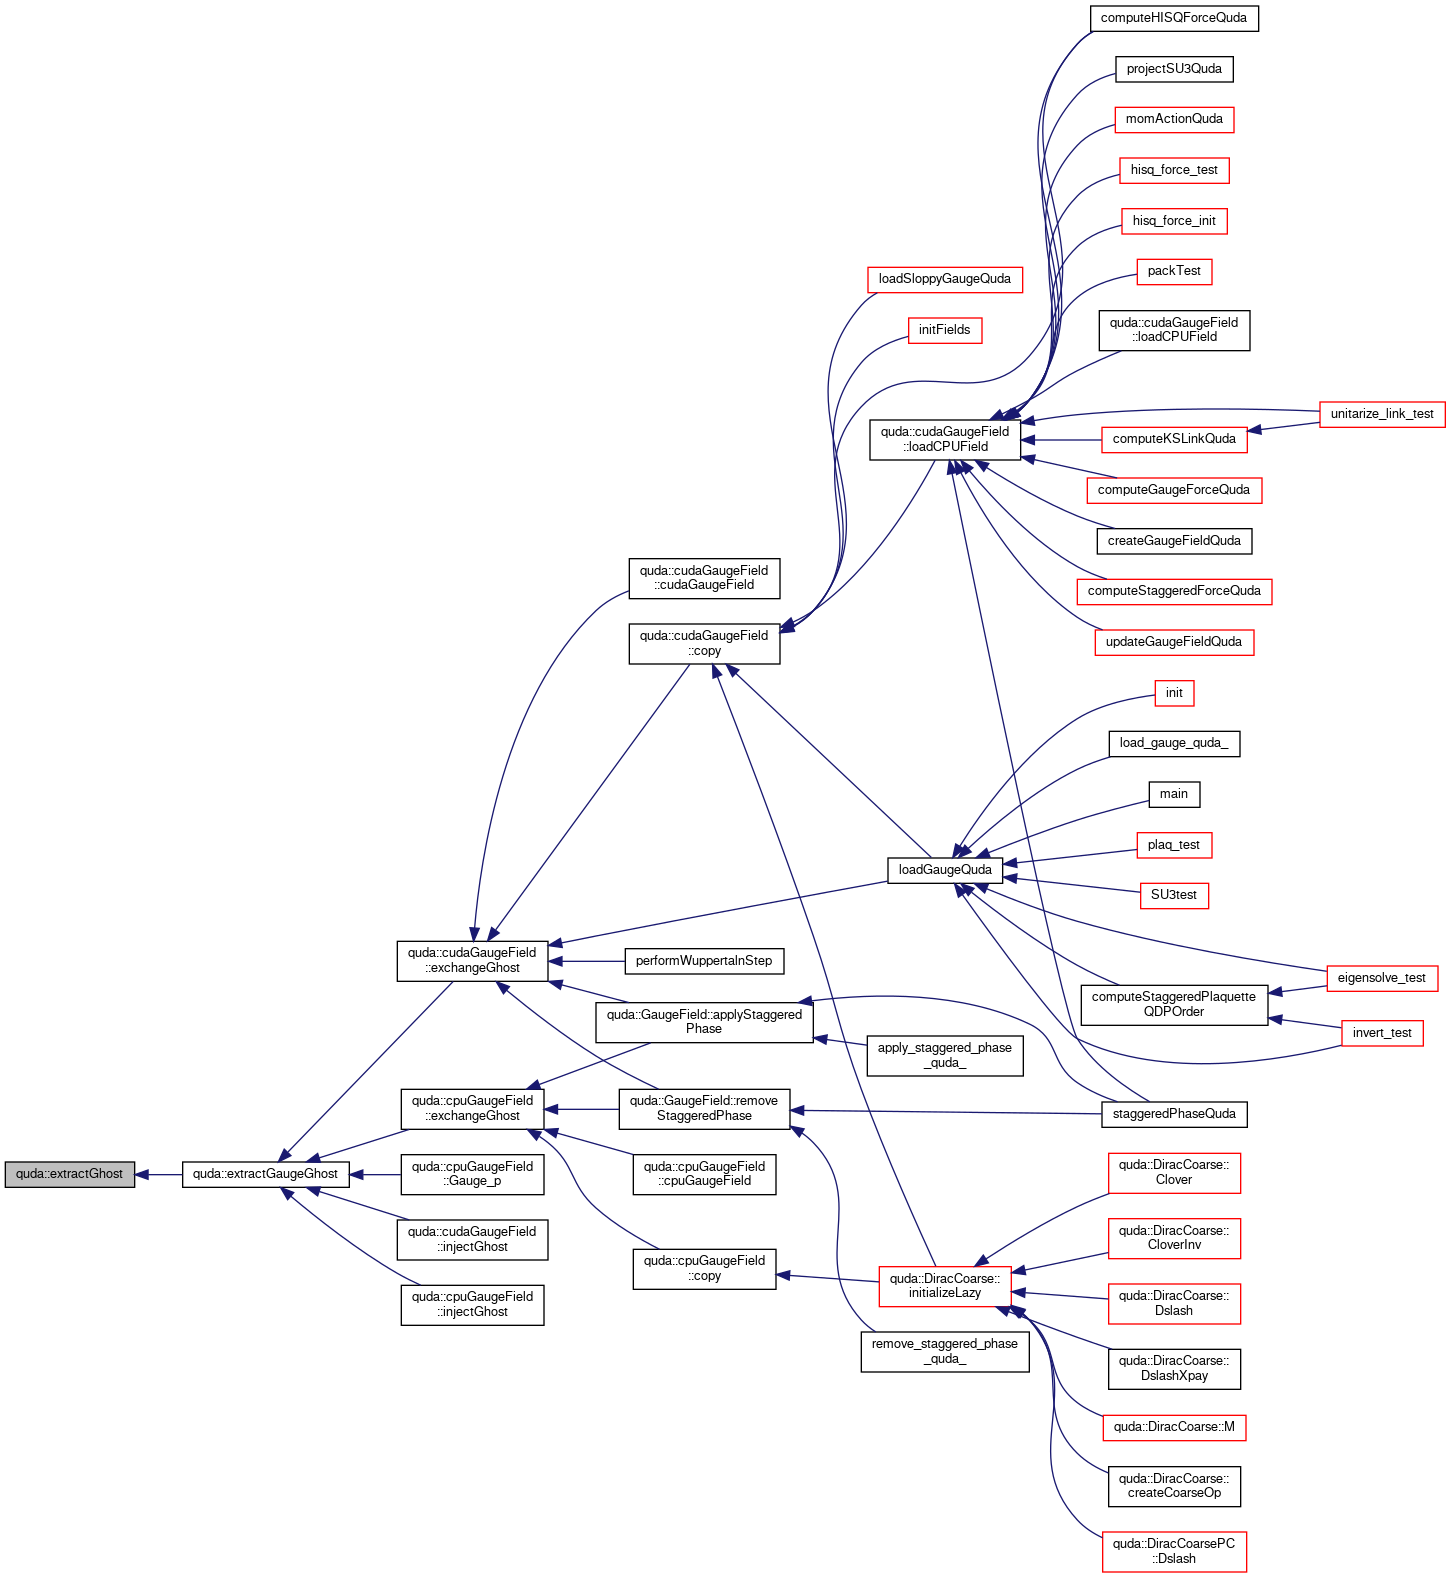 computeHISQForceQuda
projectSU3Quda
momActionQuda
hisq_force_test
hisq_force_init
packTest
loadSloppyGaugeQuda
quda::cudaGaugeField
::loadCPUField
initFields
unitarize_link_test
quda::cudaGaugeField
::loadCPUField
computeKSLinkQuda
computeGaugeForceQuda
createGaugeFieldQuda
quda::cudaGaugeField
::cudaGaugeField
computeStaggeredForceQuda
quda::cudaGaugeField
::copy
updateGaugeFieldQuda
init
load_gauge_quda_
main
plaq_test
loadGaugeQuda
SU3test
quda::cudaGaugeField
::exchangeGhost
performWuppertalnStep
eigensolve_test
computeStaggeredPlaquette
QDPOrder
quda::GaugeField::applyStaggered
Phase
invert_test
apply_staggered_phase
_quda_
quda::cpuGaugeField
::exchangeGhost
quda::GaugeField::remove
StaggeredPhase
staggeredPhaseQuda
quda::extractGhost
quda::extractGaugeGhost
quda::cpuGaugeField
::Gauge_p
quda::cpuGaugeField
::cpuGaugeField
quda::DiracCoarse::
Clover
quda::cudaGaugeField
::injectGhost
quda::DiracCoarse::
CloverInv
quda::cpuGaugeField
::copy
quda::DiracCoarse::
initializeLazy
quda::cpuGaugeField
::injectGhost
quda::DiracCoarse::
Dslash
remove_staggered_phase
_quda_
quda::DiracCoarse::
DslashXpay
quda::DiracCoarse::M
quda::DiracCoarse::
createCoarseOp
quda::DiracCoarsePC
::Dslash